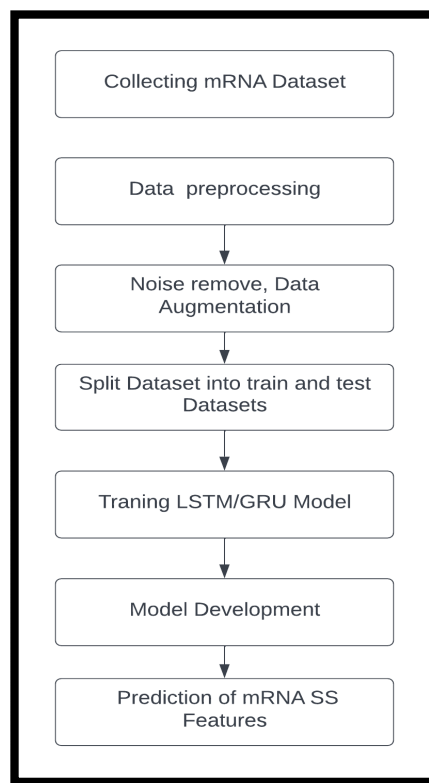 Collecting mRNA Dataset
Data preprocessing
Noise remove, Data
Augmentation
Split Dataset into train and test
Datasets
Traning LSTM/GRU Model
Model Development
Prediction of mRNA SS
Features